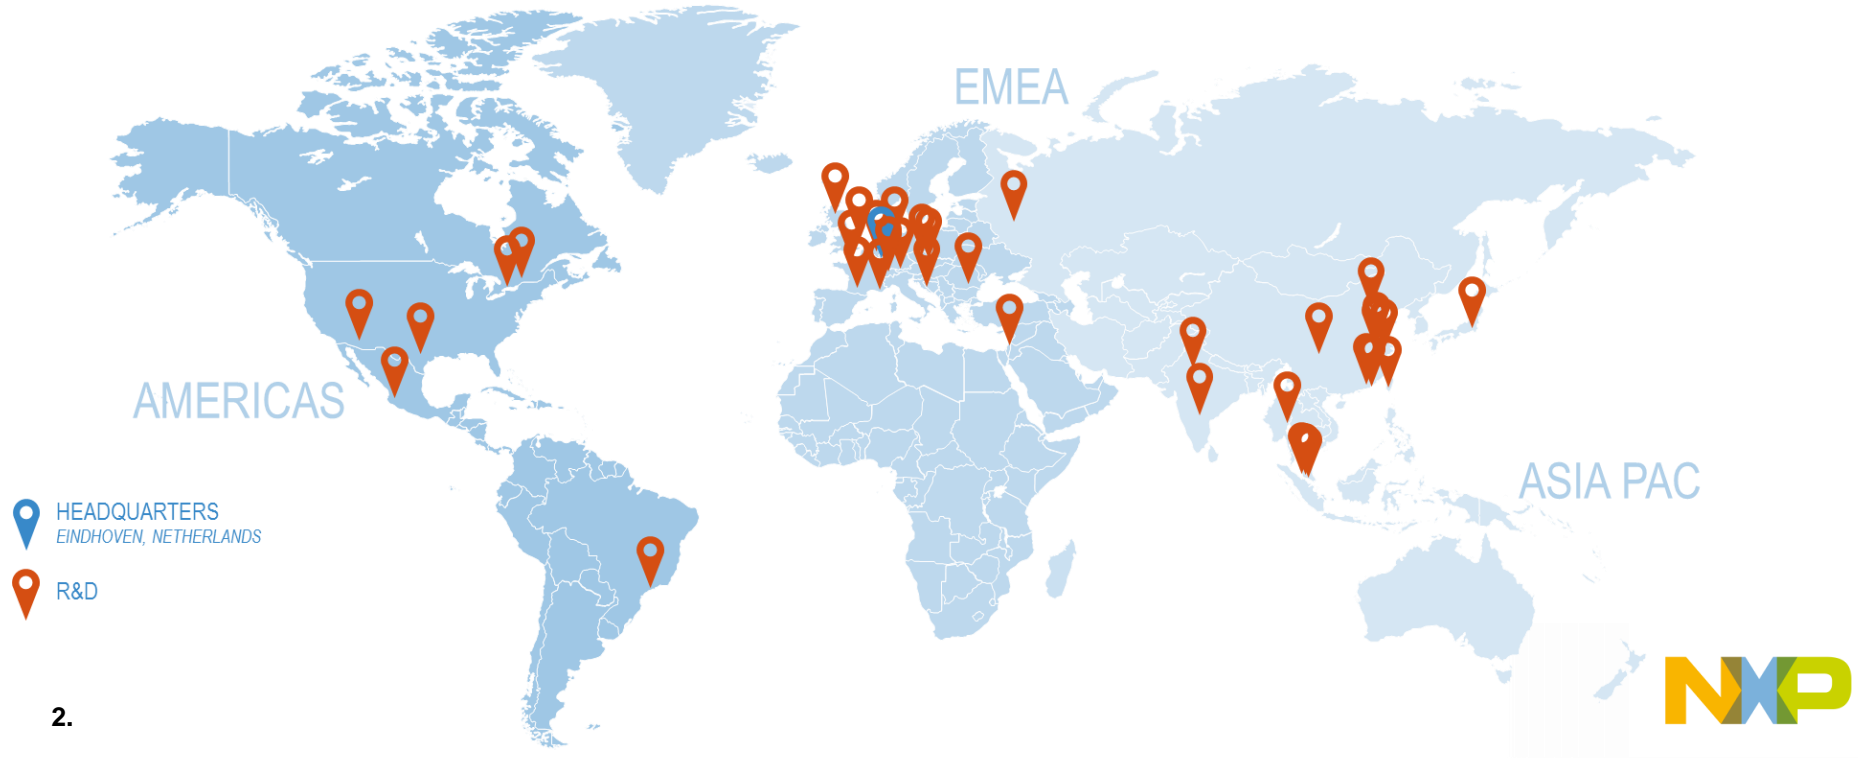 EMEA
AMERICAS
ASIA PAC
HEADQUARTERS
EINDHOVEN, NETHERLANDS
R&D
2.
NXP